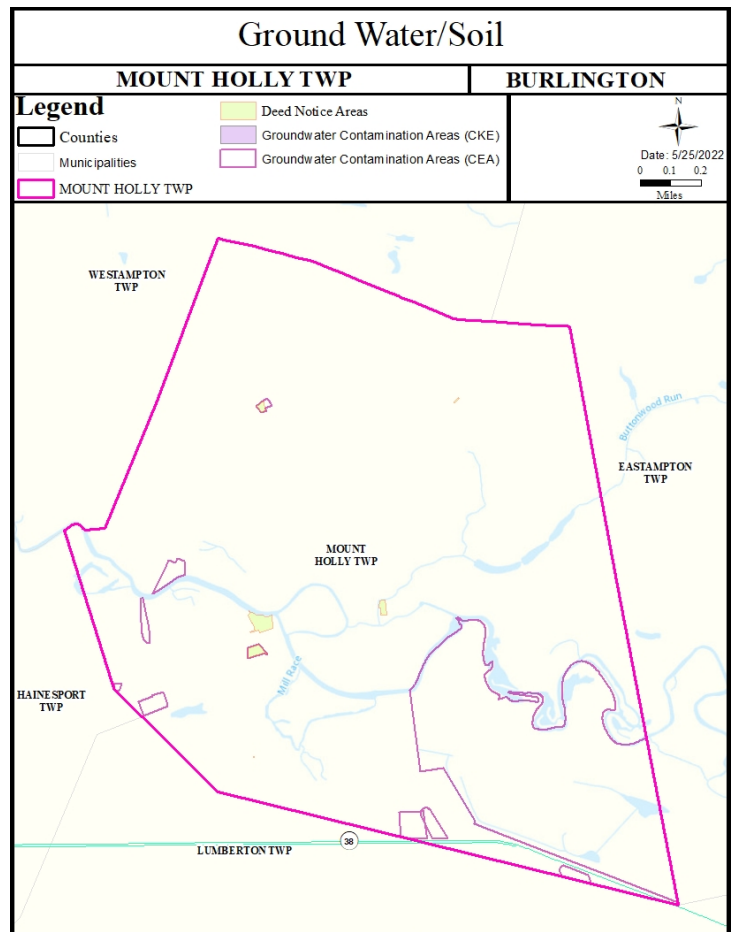 Ground Water/Soil
MOUNT HOLLY TWP
BURLINGTON
Legend
Counties
Municipalities
MOUNT HOLLY TWP
Deed Notice Areas
Groundwater Contamination Areas (CKE)
Groundwater Contamination Areas (CEA)
N
Date: 5/25/2022
0 0.1 0.2
Miles
WESTAMPTON
TWP
Buttonwood Run
EASTAMPTON
TWP
MOUNT
HOLLY TWP
Mill Race
HAINESPORT
TWP
38
LUMBERTON TWP